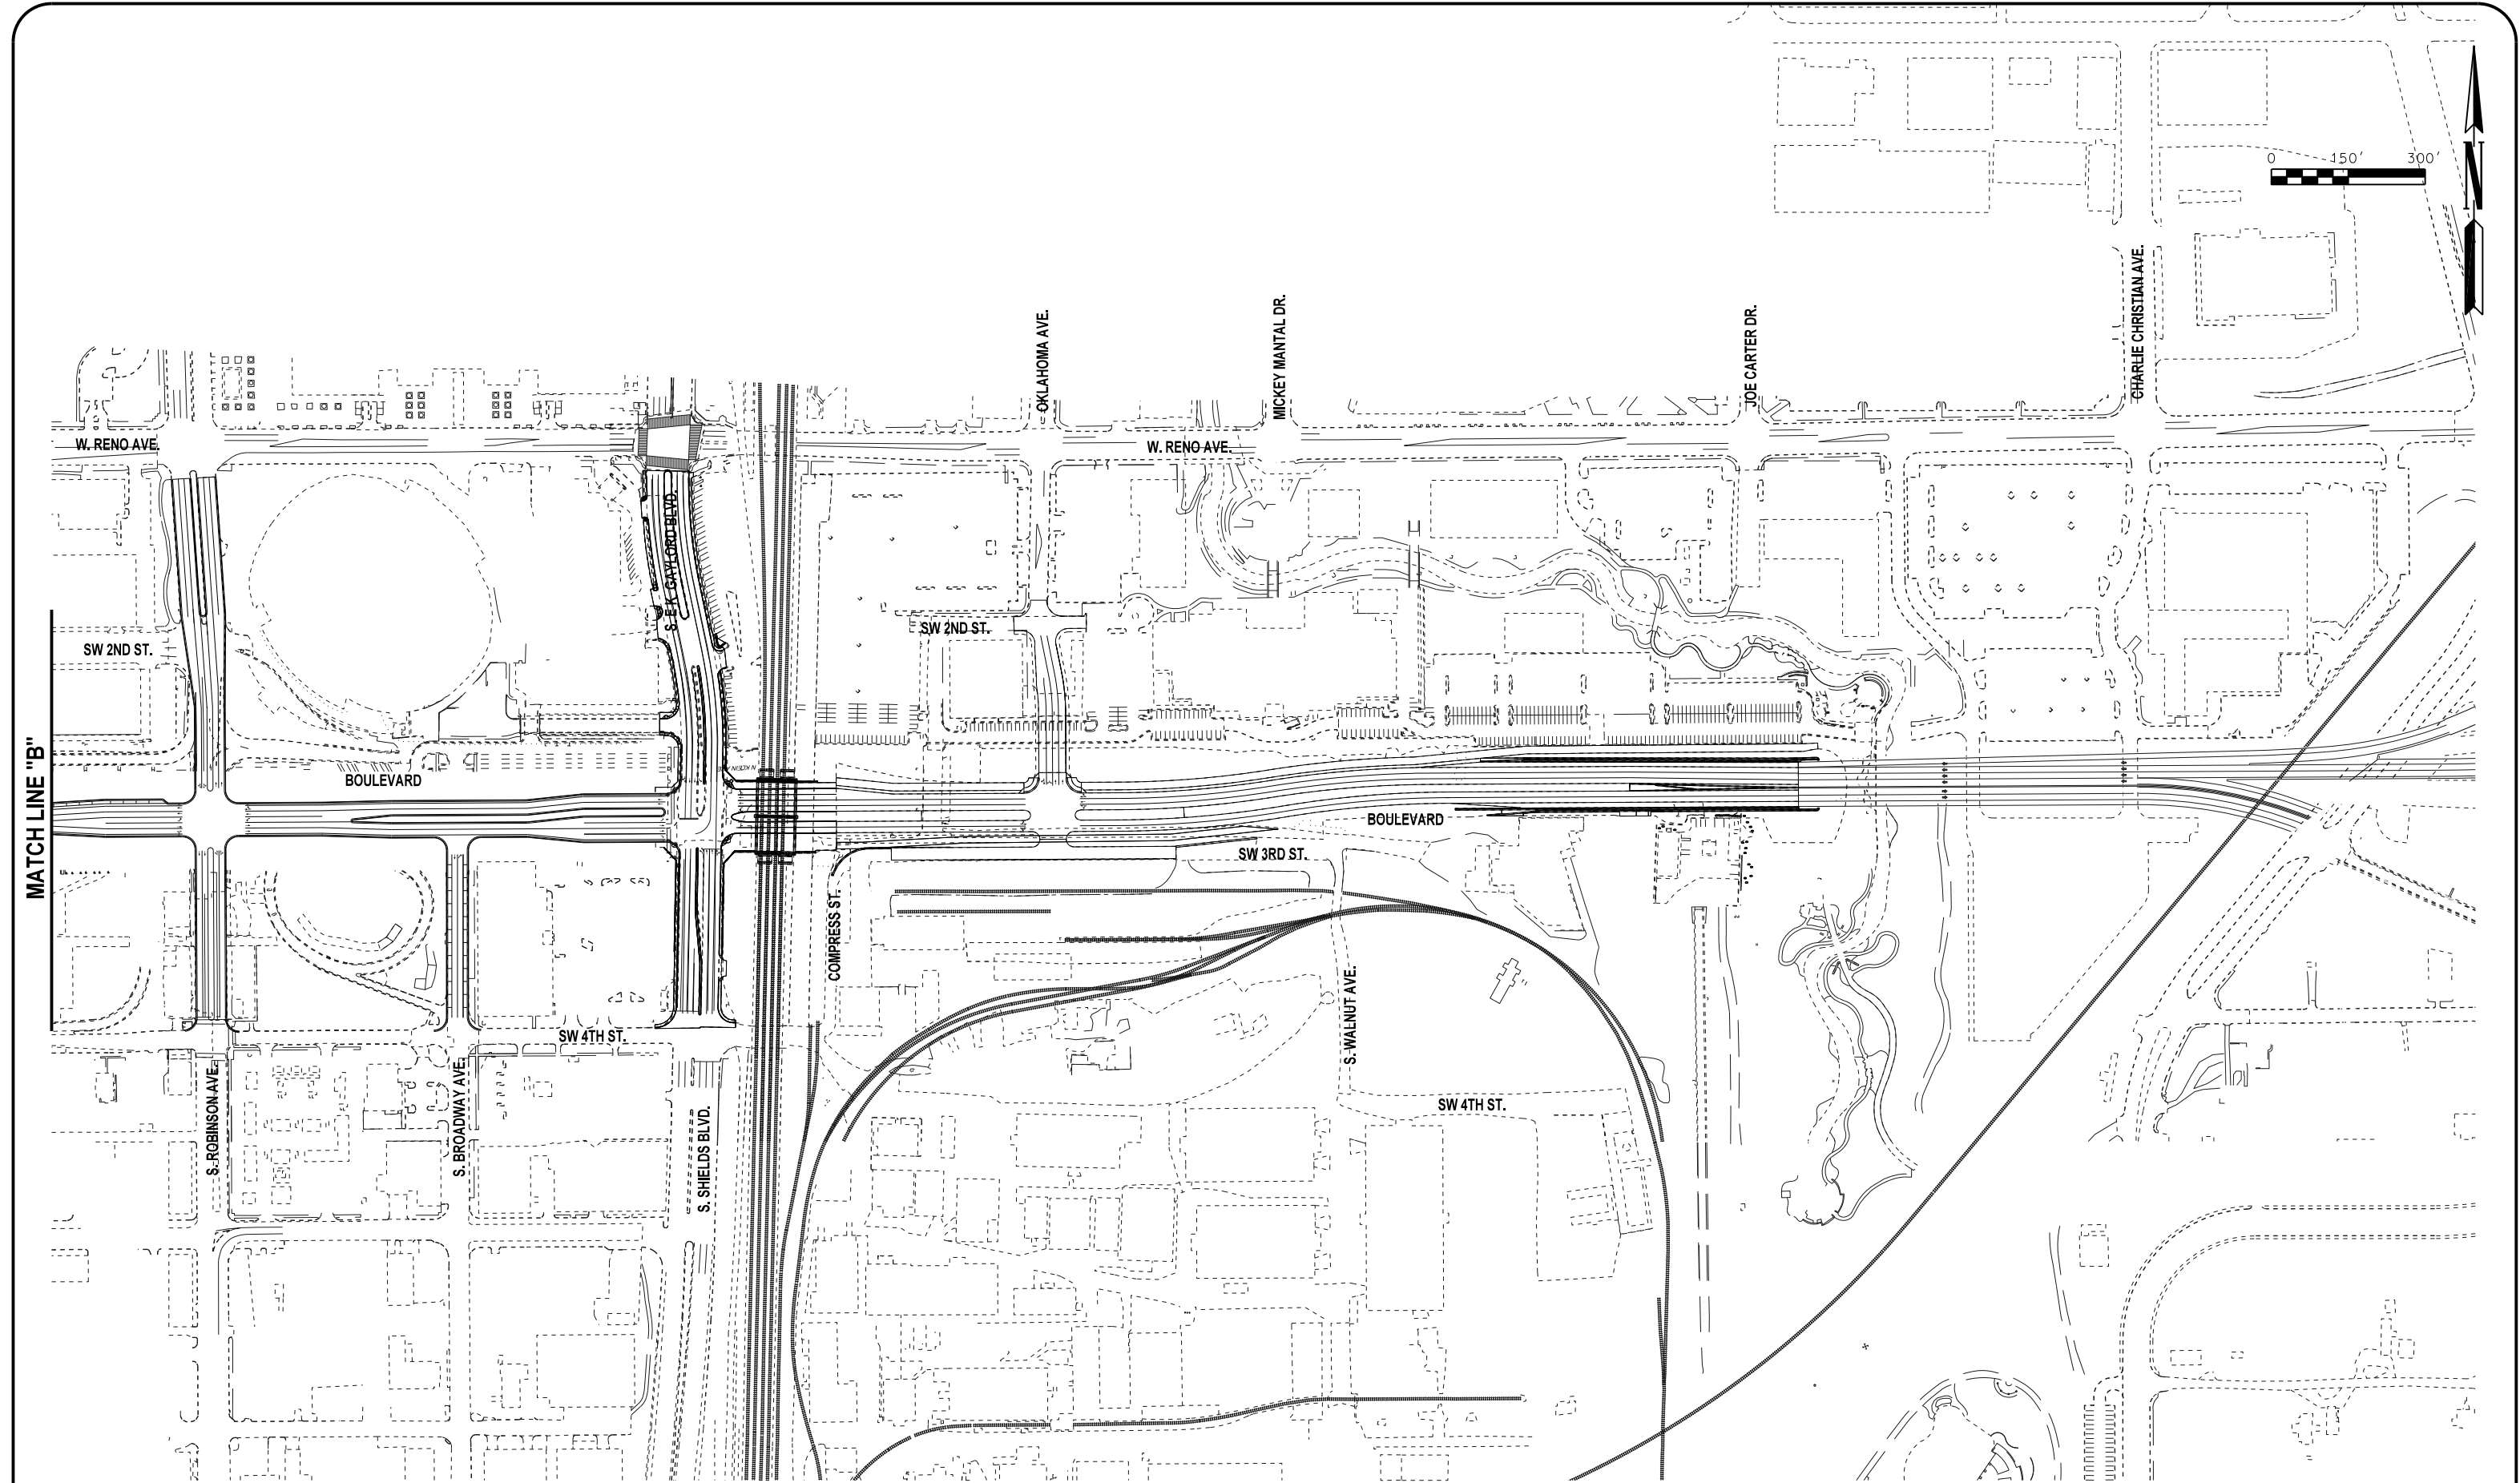 0 150' 300'
N
CHARLIE CHRISTIAN AVE.
MICKEY MANTAL DR.
JOE CARTER DR.
OKLAHOMA AVE.
W. RENO AVE.
W. RENO AVE.
S. E K GAYLORD BLVD.
SW 2ND ST.
SW 2ND ST.
MATCH LINE "B"
BOULEVARD
BOULEVARD
SW 3RD ST.
COMPRESS ST.
S. WALNUT AVE.
SW 4TH ST.
SW 4TH ST.
S. ROBINSON AVE.
S. BROADWAY AVE.
S. SHIELDS BLVD.